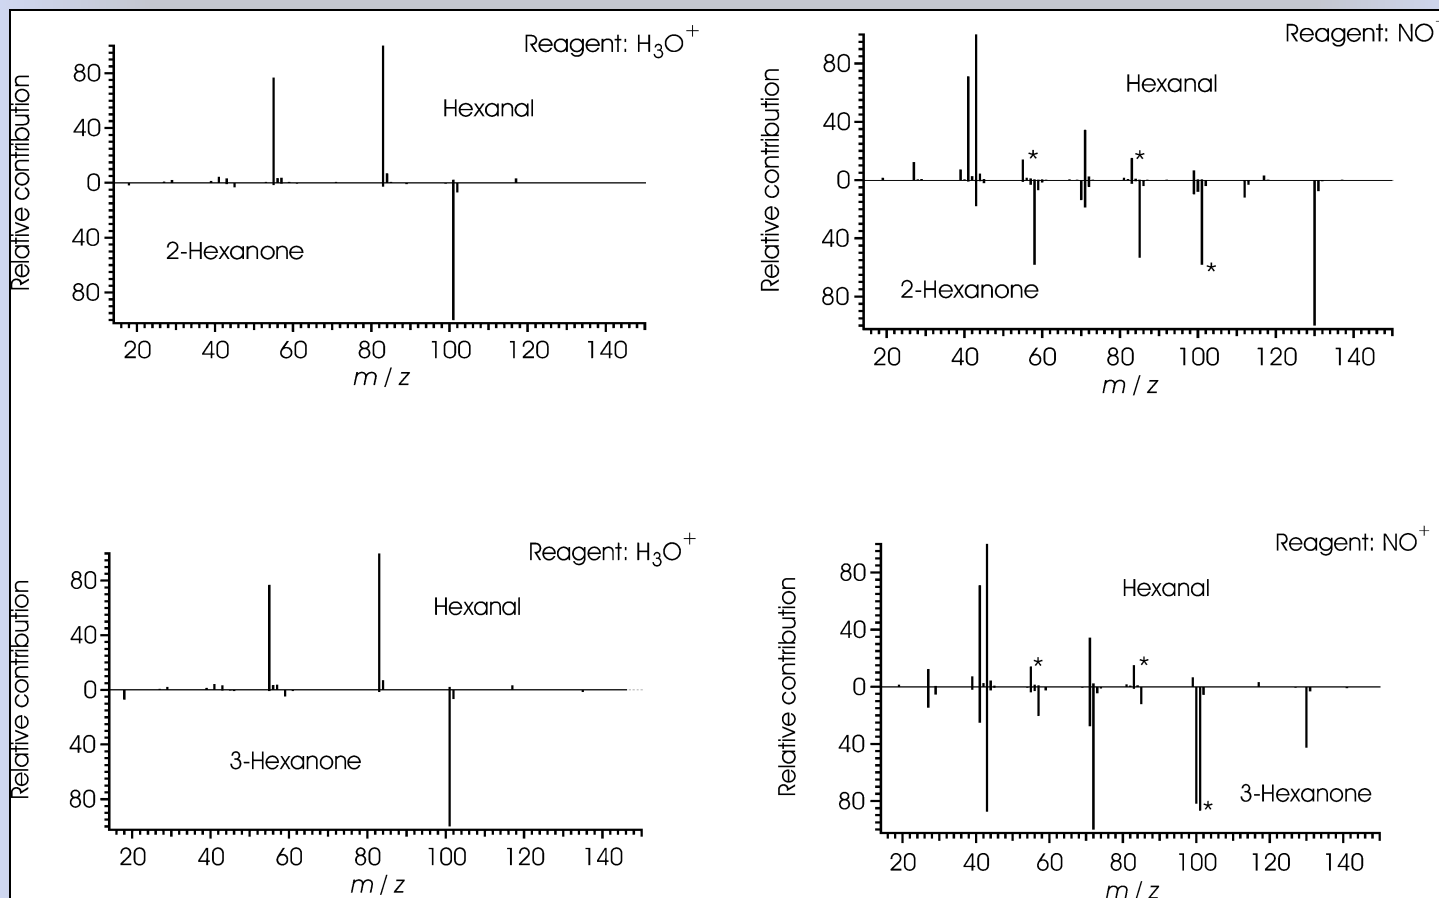 Reagent: H3O+
Relative contribution
80
40
0
40
80
Hexanal
2-Hexanone
20 40 60 80 100 120 140
m / z
Reagent: NO+
Relative contribution
80
40
0
40
80
Hexanal
* *
*
2-Hexanone
20 40 60 80 100 120 140
m / z
Reagent: H3O+
Relative contribution
80
40
0
40
80
Hexanal
3-Hexanone
20 40 60 80 100 120 140
m / z
Reagent: NO+
Relative contribution
80
40
0
40
80
Hexanal
* *
*
3-Hexanone
20 40 60 80 100 120 140
m / z